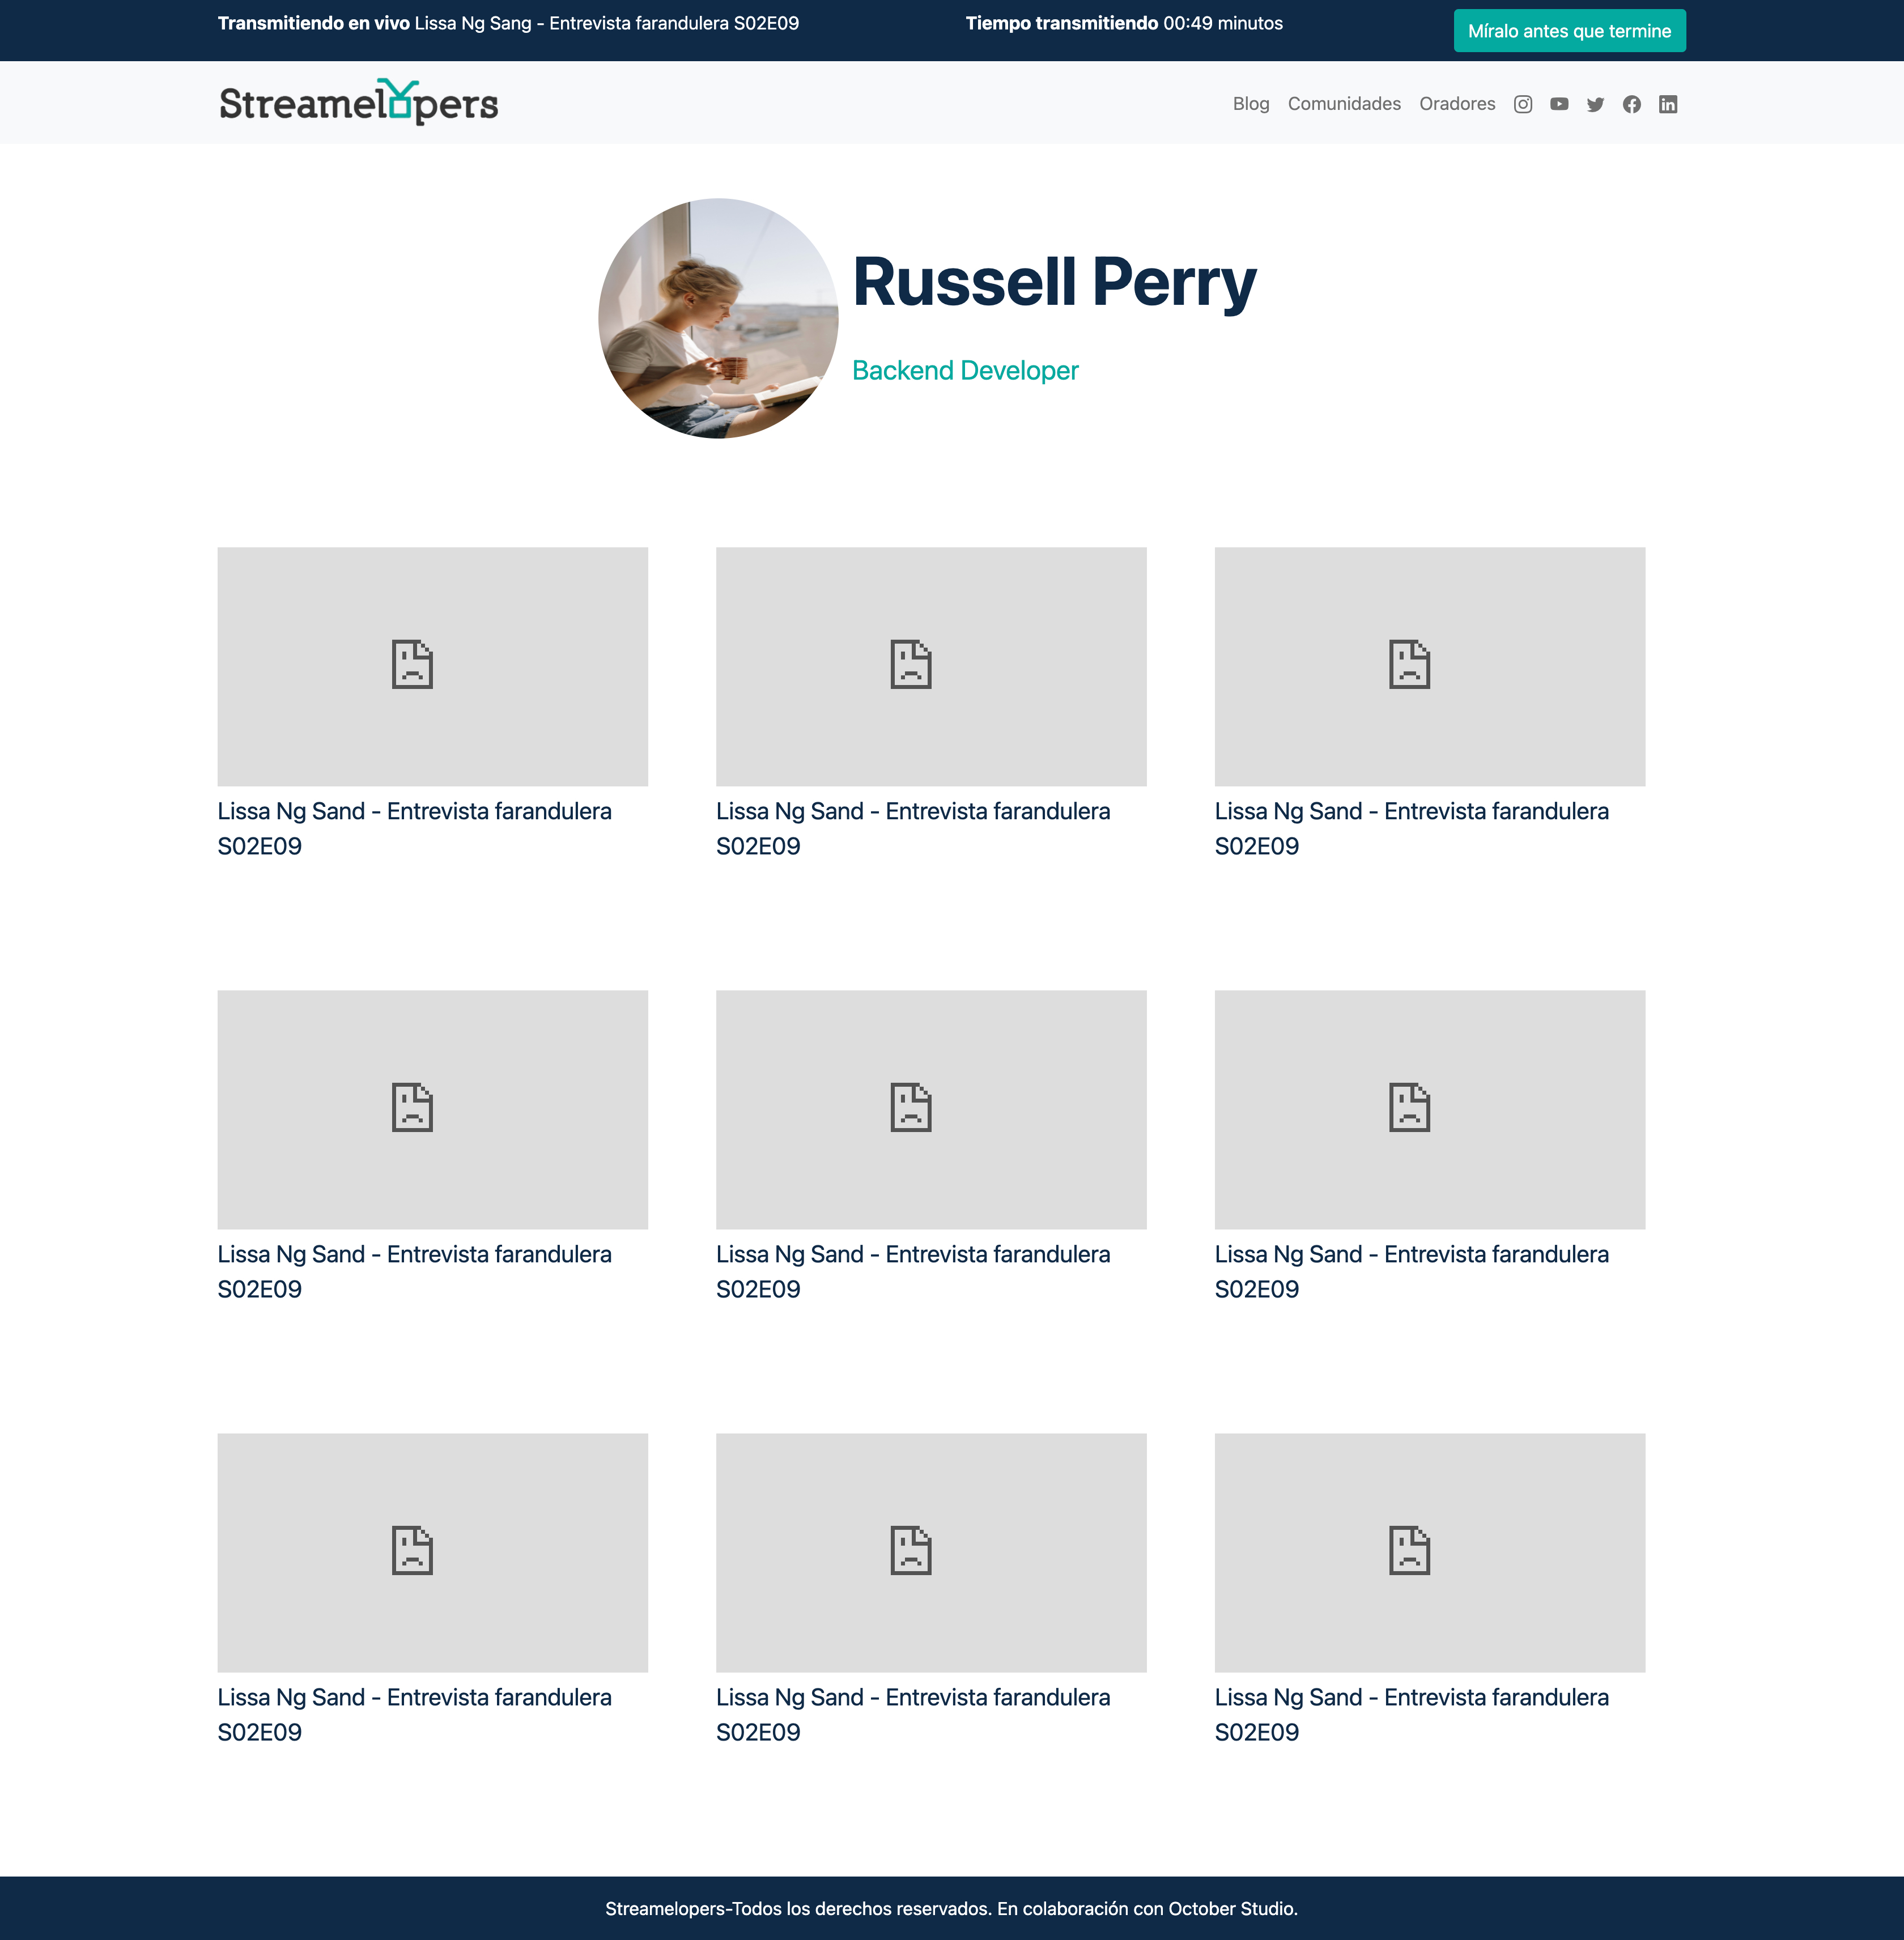 Transmitiendo en vivo Lissa Ng Sang - Entrevista farandulera S02E09
Tiempo transmitiendo 00:49 minutos
Míralo antes que termine
Streamelopers
Blog
Comunidades
Oradores
Russell Perry
Backend Developer
Lissa Ng Sand - Entrevista farandulera
S02E09
Lissa Ng Sand - Entrevista farandulera
S02E09
Lissa Ng Sand - Entrevista farandulera
S02E09
Lissa Ng Sand - Entrevista farandulera
S02E09
Lissa Ng Sand - Entrevista farandulera
S02E09
Lissa Ng Sand - Entrevista farandulera
S02E09
Lissa Ng Sand - Entrevista farandulera
S02E09
Lissa Ng Sand - Entrevista farandulera
S02E09
Lissa Ng Sand - Entrevista farandulera
S02E09
Streamelopers-Todos los derechos reservados. En colaboración con October Studio.